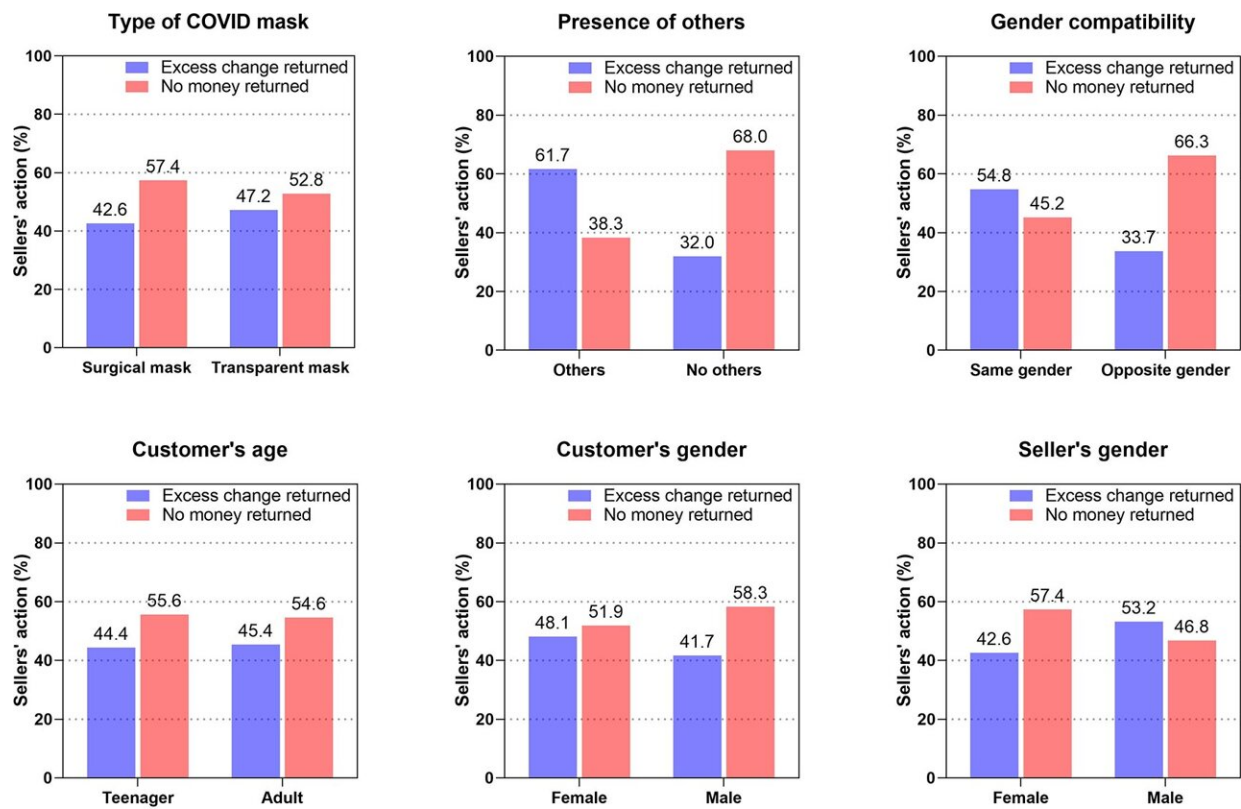 Type of COVID mask
Sellers' action (%)
100
80
60
40
20
0
Excess change returned
No money returned
42.6
57.4
47.2
52.8
Surgical mask
Transparent mask
Presence of others
Sellers' action (%)
100
80
60
40
20
0
Excess change returned
No money returned
61.7
38.3
32.0
68.0
Others
No others
Gender compatibility
Sellers' action (%)
100
80
60
40
20
0
Excess change returned
No money returned
54.8
45.2
33.7
66.3
Same gender
Opposite gender
Customer's age
Sellers' action (%)
100
80
60
40
20
0
Excess change returned
No money returned
44.4
55.6
45.4
54.6
Teenager
Adult
Customer's gender
Sellers' action (%)
100
80
60
40
20
0
Excess change returned
No money returned
48.1
51.9
41.7
58.3
Female
Male
Seller's gender
Sellers' action (%)
100
80
60
40
20
0
Excess change returned
No money returned
42.6
57.4
53.2
46.8
Female
Male